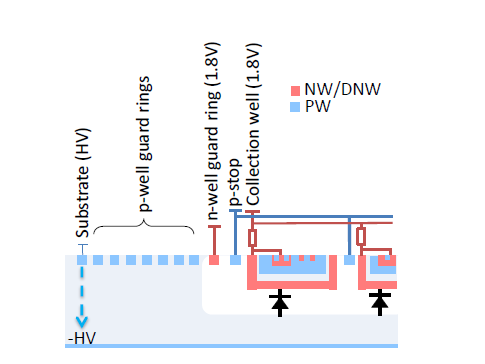 Substrate (HV)
p-well guard rings
n-well guard ring (1.8V)
p-stop
Collection well (1.8V)
NW/DNW
PW
-HV